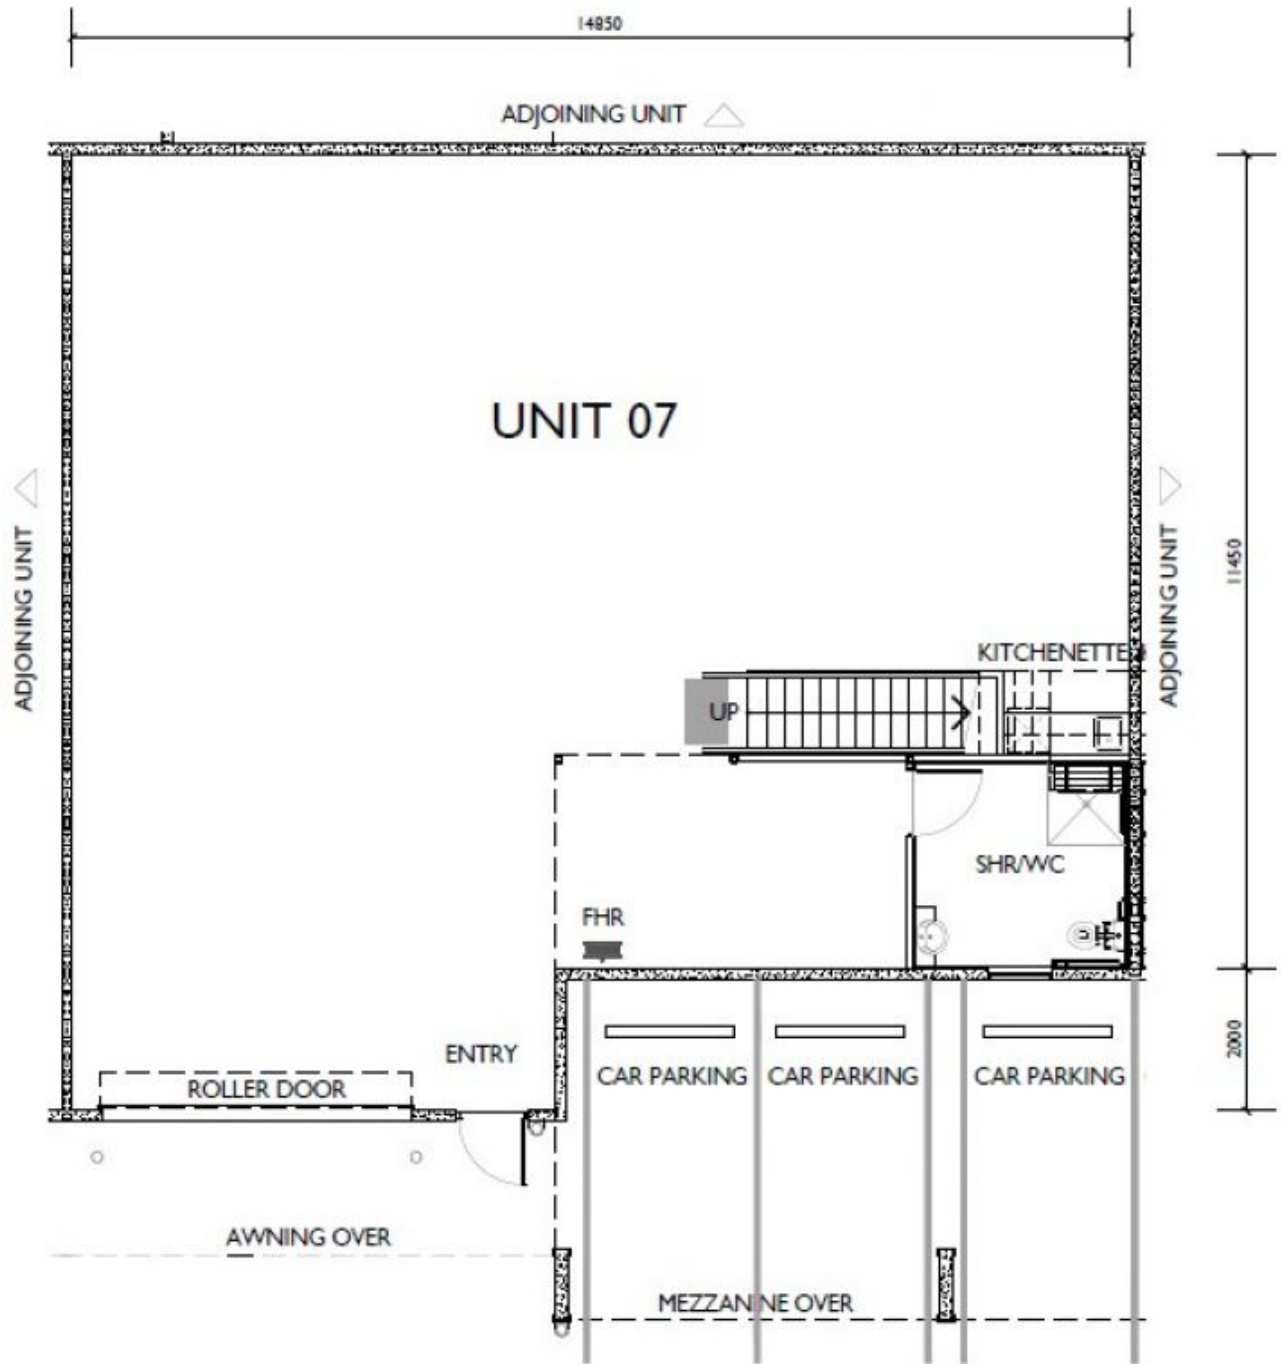 14850
ADJOINING UNIT
UNIT 07
ADJOINING UNIT
ADJOINING UNIT
11450
KITCHENETTE
UP
SHR/WC
FHR
2000
ENTRY
ROLLER DOOR
CAR PARKING
CAR PARKING
CAR PARKING
AWNING OVER
MEZZANINE OVER